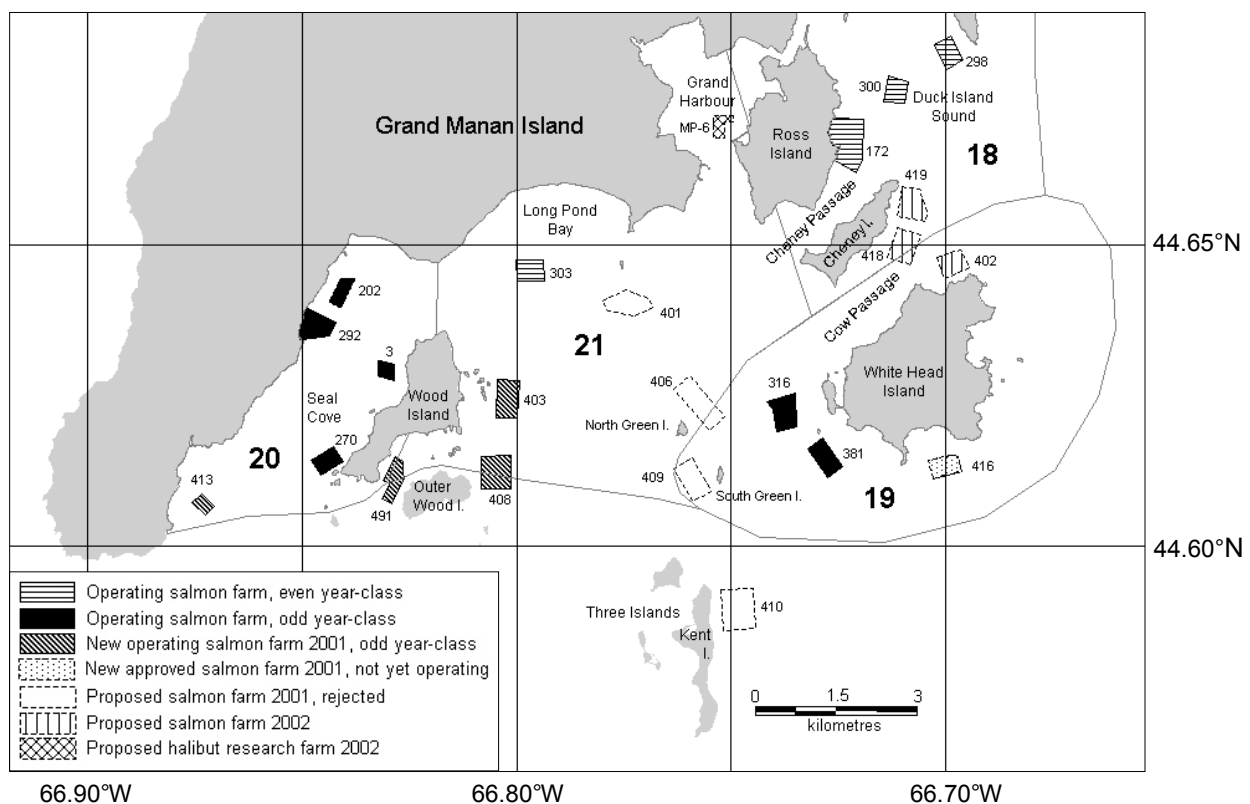 298
Grand
Harbour
300
Duck Island
Sound
Grand Manan Island
MP-6
Ross
Island
18
172
419
Long Pond
Bay
Cheney Passage
Cheney I.
418
402
44.65°N
303
202
401
Cow Passage
292
21
3
White Head
Island
316
406
Seal
Cove
Wood
Island
403
North Green I.
270
20
381
416
413
409
Outer
Wood I.
408
South Green I.
19
491
44.60°N
Operating salmon farm, even year-class
Operating salmon farm, odd year-class
New operating salmon farm 2001, odd year-class
New approved salmon farm 2001, not yet operating
Proposed salmon farm 2001, rejected
Proposed salmon farm 2002
Proposed halibut research farm 2002
Three Islands
410
Kent
I.
0 1.5 3
kilometres
66.90°W 66.80°W 66.70°W